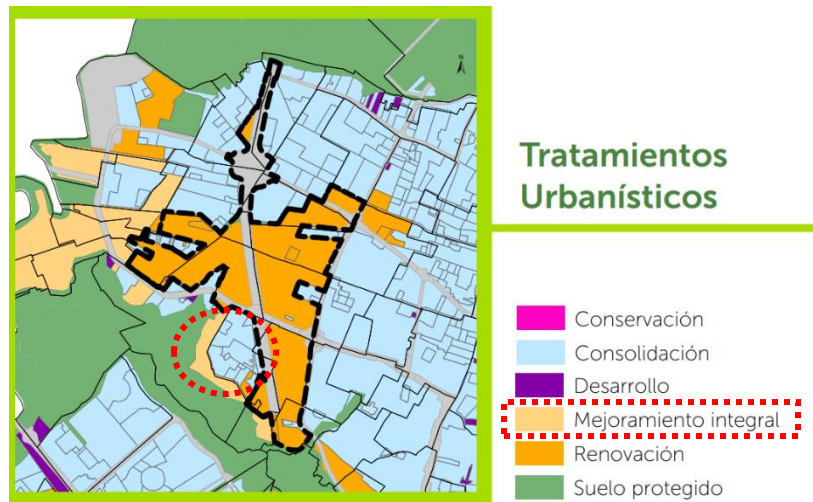 N
Tratamientos
Urbanísticos
Conservación
Consolidación
Desarrollo
Mejoramiento integral
Renovación
Suelo protegido